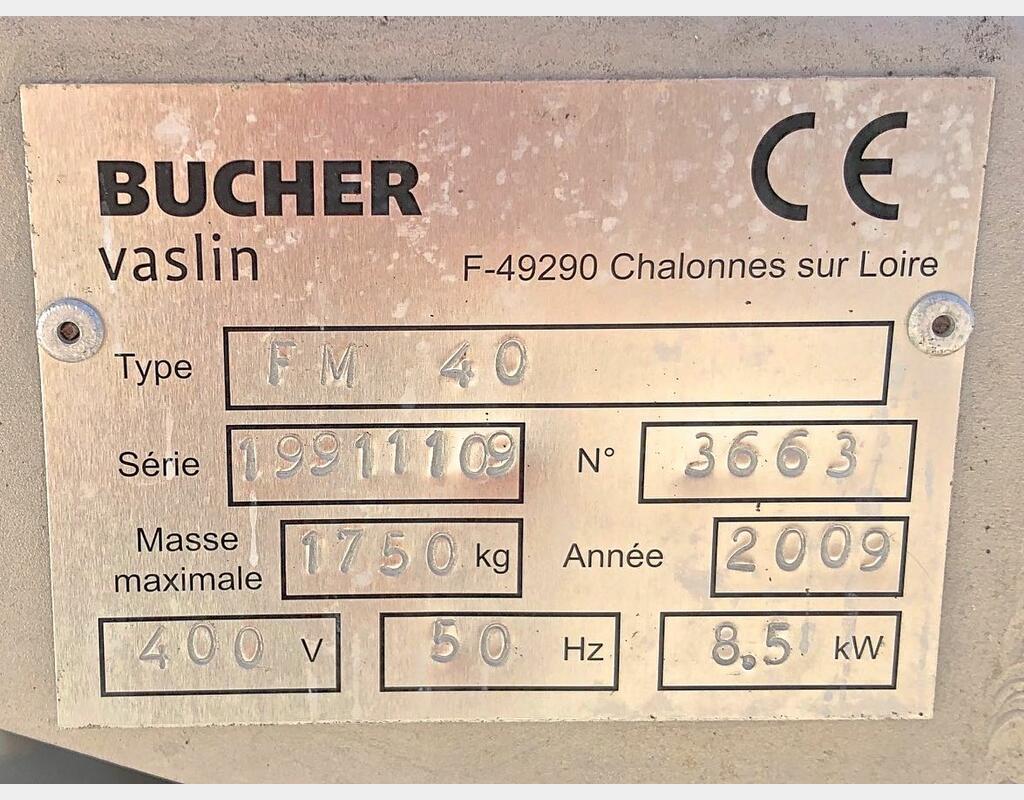 BUCHER
vaslin
CE
F-49290 Chalonnes sur Loire
Type FM 40
Série 19911109 N° 3663
Masse maximale 1750 kg Année 2009
400 V 50 Hz 8.5 kW